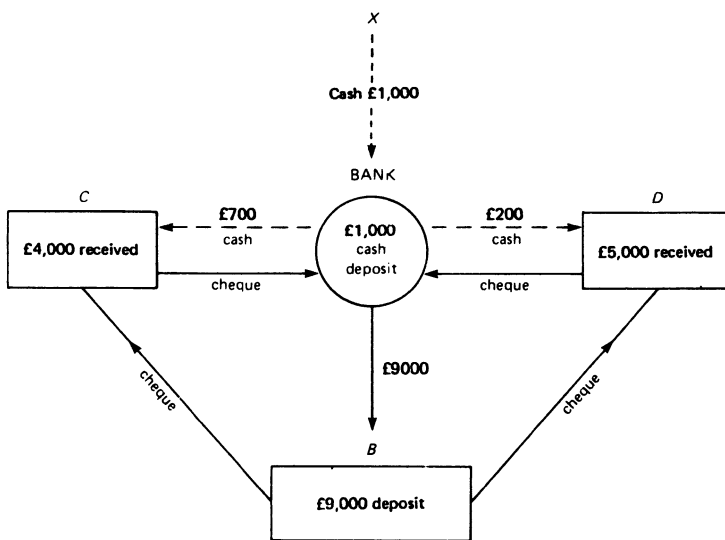 X
Cash £1,000
BANK
C
D
£700
£200
£4,000 received
cash
£1,000
cash
deposit
cash
£5,000 received
cheque
cheque
cheque
£9000
cheque
B
£9,000 deposit